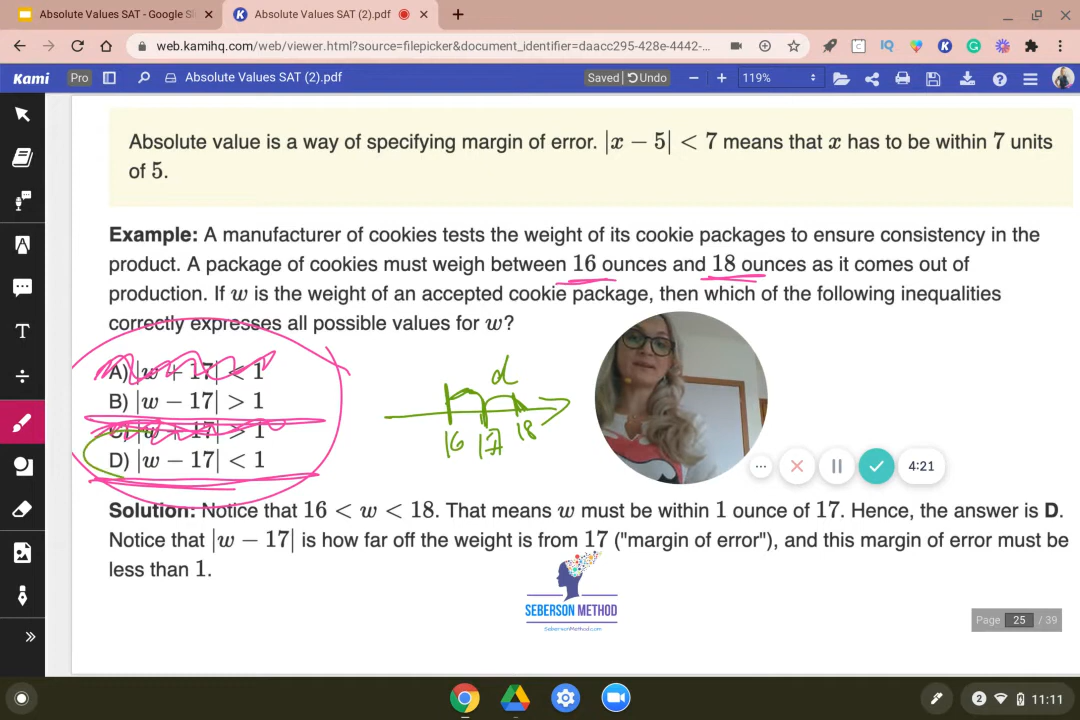 Absolute Values SAT - Google Sl
Absolute Values SAT (2).pdf
web.kamihq.com/web/viewer.html?source=filepicker&document_identifier=daacc295-428e-4442-...
IQ
Kami Pro
Absolute Values SAT (2).pdf
Saved Undo
119%
Absolute value is a way of specifying margin of error. |x − 5| < 7 means that x has to be within 7 units
of 5.
Example: A manufacturer of cookies tests the weight of its cookie packages to ensure consistency in the
product. A package of cookies must weigh between 16 ounces and 18 ounces as it comes out of
production. If w is the weight of an accepted cookie package, then which of the following inequalities
correctly expresses all possible values for w?
A) |w + 17| < 1
B) |w − 17| > 1
C) |w + 17| > 1
D) |w − 17| < 1
d
16 17 18
4:21
Solution: Notice that 16 < w < 18. That means w must be within 1 ounce of 17. Hence, the answer is D.
Notice that |w − 17| is how far off the weight is from 17 ("margin of error"), and this margin of error must be
less than 1.
SEBERSON METHOD
SebersonMethod.com
Page 25 / 39
2
11:11